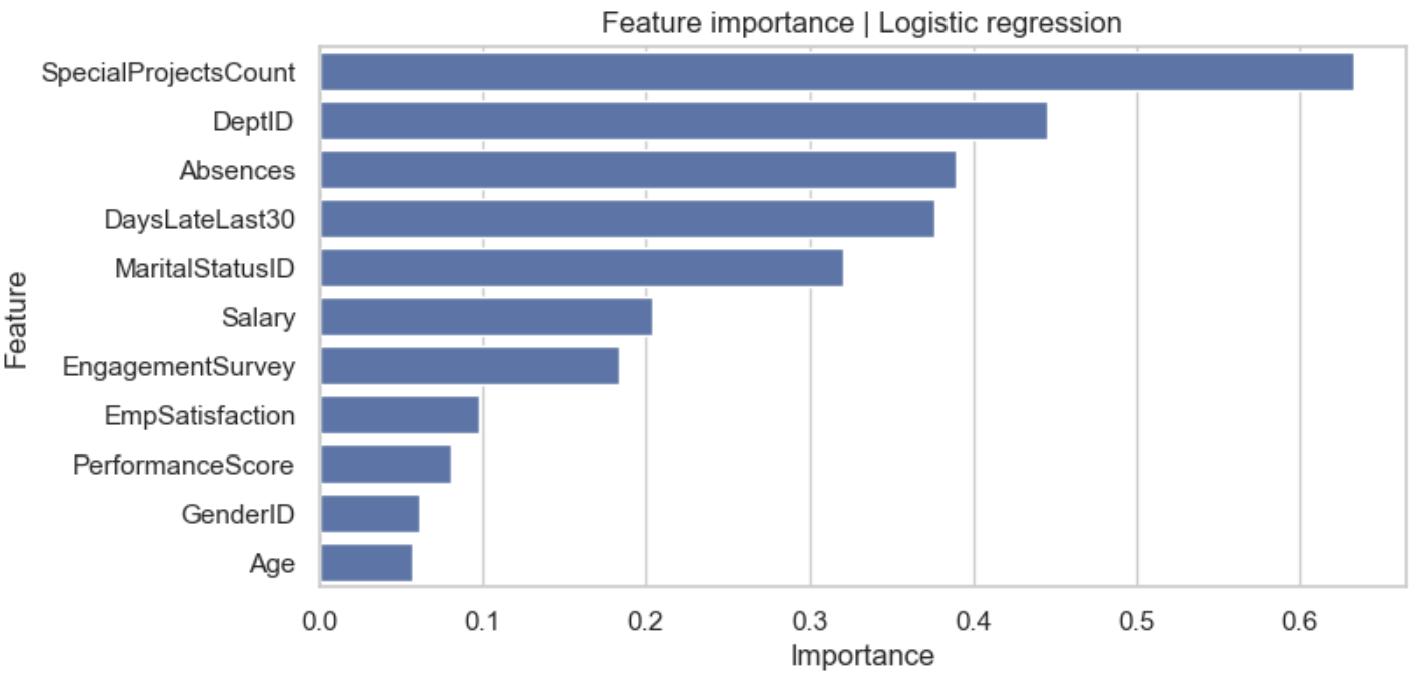 Feature importance | Logistic regression
SpecialProjectsCount
DeptID
Absences
DaysLateLast30
MaritalStatusID
Salary
EngagementSurvey
EmpSatisfaction
PerformanceScore
GenderID
Age
Feature
0.0 0.1 0.2 0.3 0.4 0.5 0.6
Importance